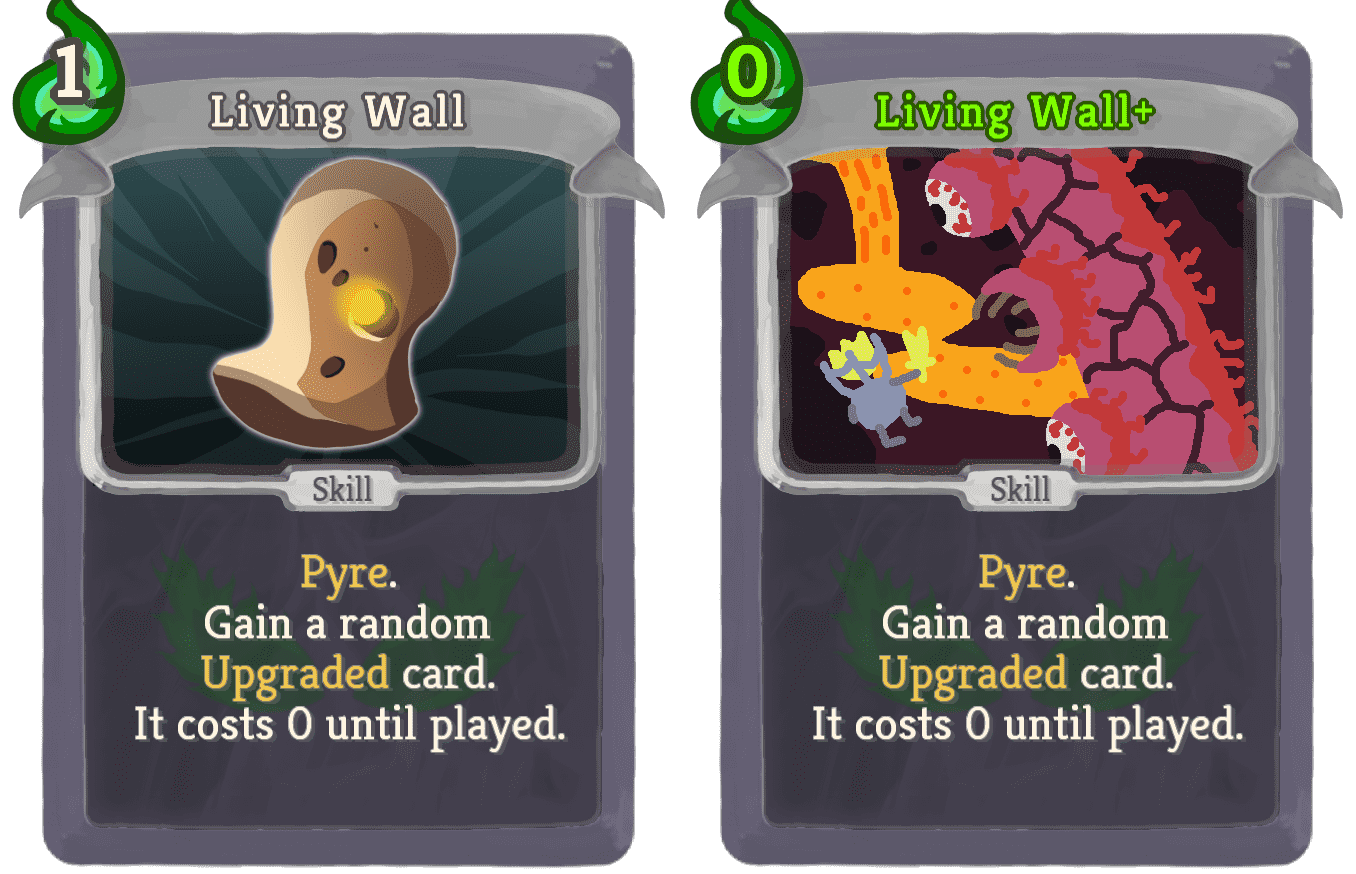 1
Living Wall
Skill
Pyre.
Gain a random
Upgraded card.
It costs 0 until played.
0
Living Wall+
Skill
Pyre.
Gain a random
Upgraded card.
It costs 0 until played.